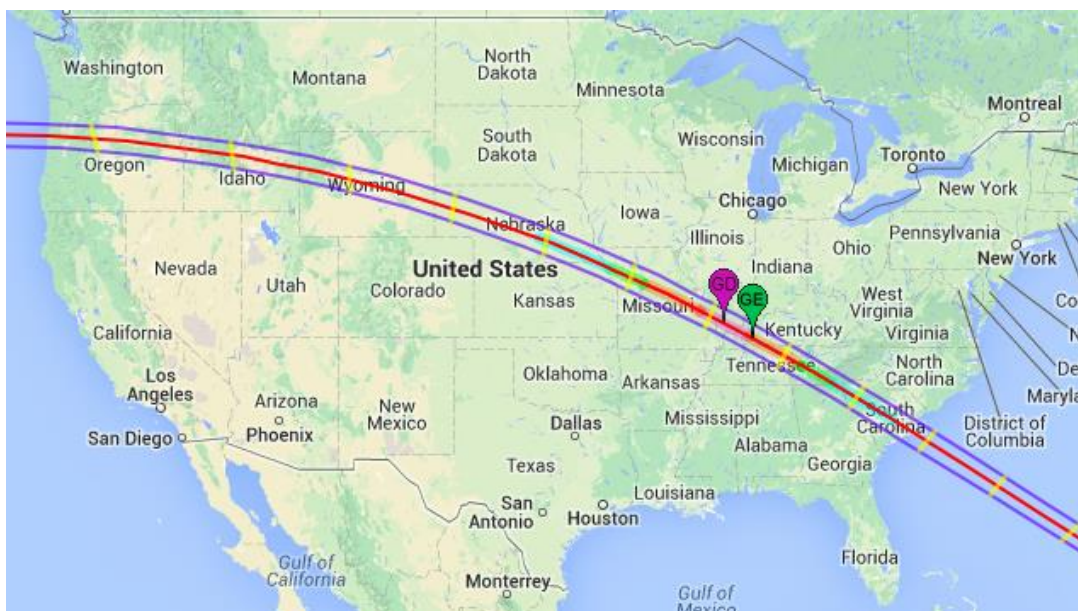 Washington
Montana
North
Dakota
Minnesota
Montreal
Oregon
Idaho
Wyoming
South
Dakota
Wisconsin
Michigan
Toronto
New York
Nebraska
Iowa
Chicago
Illinois
Indiana
Ohio
Pennsylvania
New York
Nevada
Utah
Colorado
United States
Kansas
Missouri
GD
GE
Kentucky
West
Virginia
Virginia
California
Los
Angeles
San Diego
Arizona
Phoenix
New
Mexico
Oklahoma
Arkansas
Tennessee
North
Carolina
South
Carolina
Mississippi
Alabama
Georgia
Dallas
Texas
San
Antonio
Houston
Louisiana
Florida
District of
Columbia
Co
N
De
Maryla
Gulf of
California
Monterrey
Gulf of
Mexico